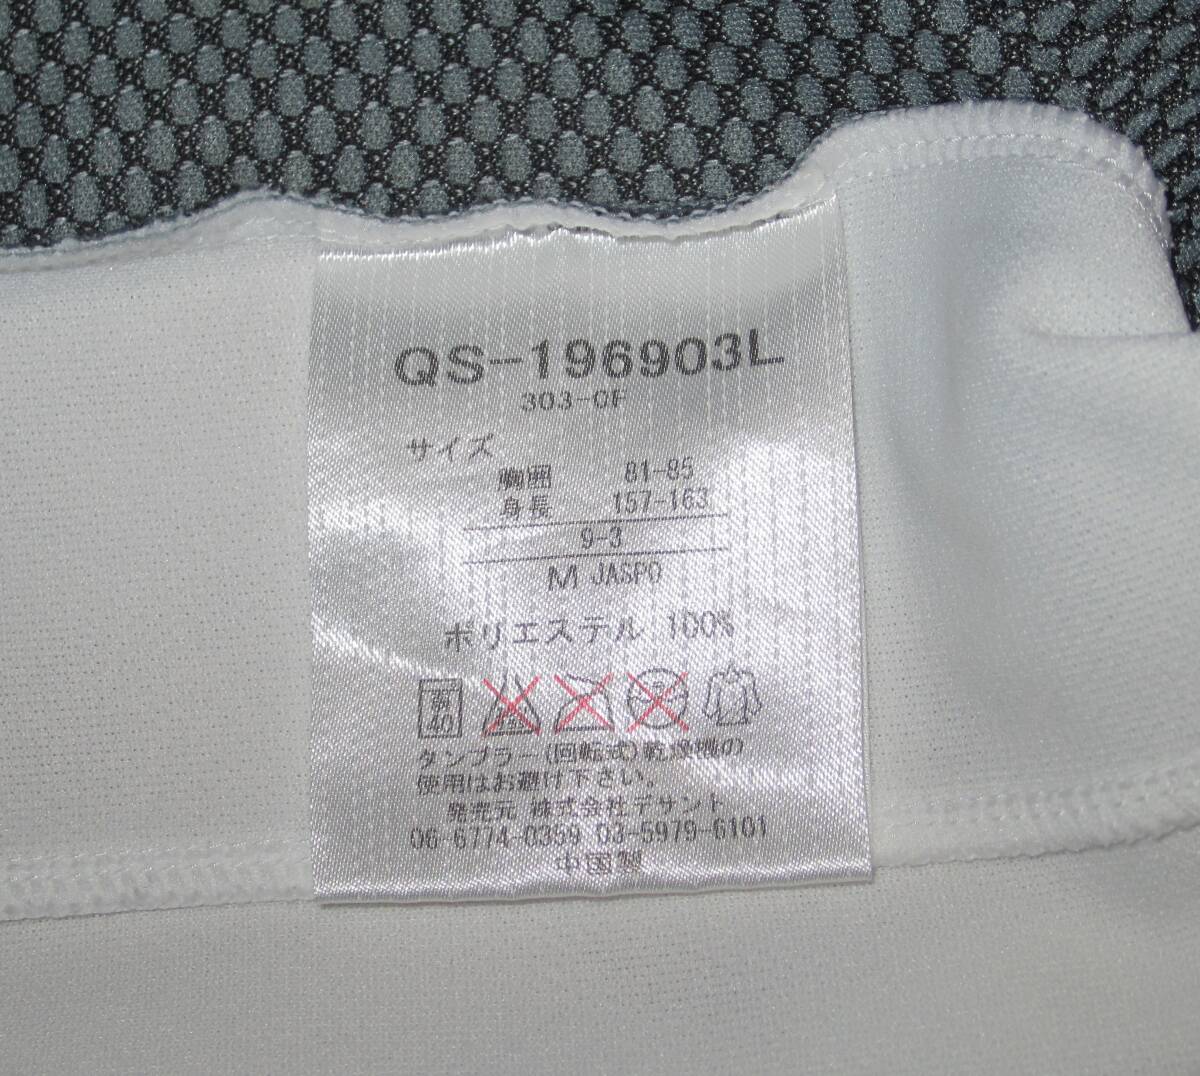 QS-196903L
303-CF
サイズ
胸囲 81-85
身長 157-163
9-3
M JASPO
ポリエステル 100%
弱
40
タンブラー(回転式)乾燥機の
使用はお避け下さい。
発売元 株式会社デサント
06-6774-0359 03-5979-6101
中国製